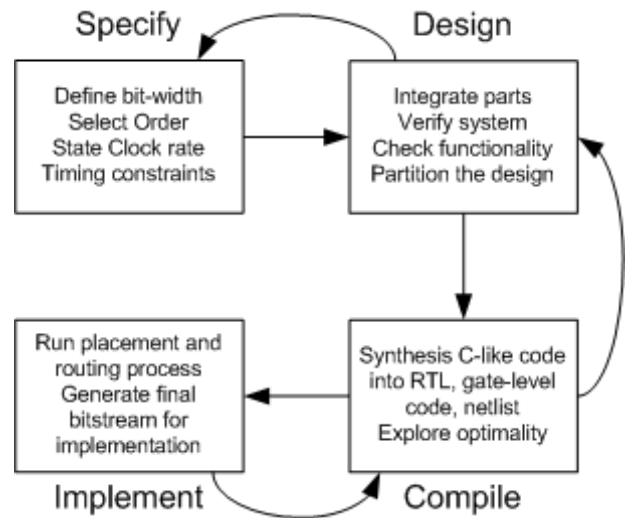 Specify
Design
Define bit-width
Select Order
State Clock rate
Timing constraints
Integrate parts
Verify system
Check functionality
Partition the design
Run placement and
routing process
Generate final
bitstream for
implementation
Synthesis C-like code
into RTL, gate-level
code, netlist
Explore optimality
Implement
Compile